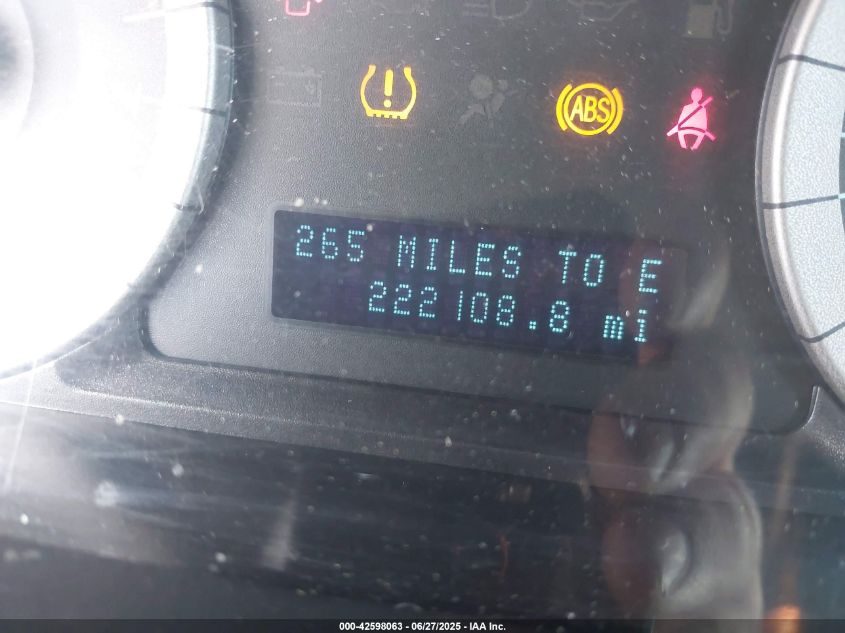 ABS
265 MILES TO E
222108.8 mi
000-42598063 - 06/27/2025 - IAA Inc.